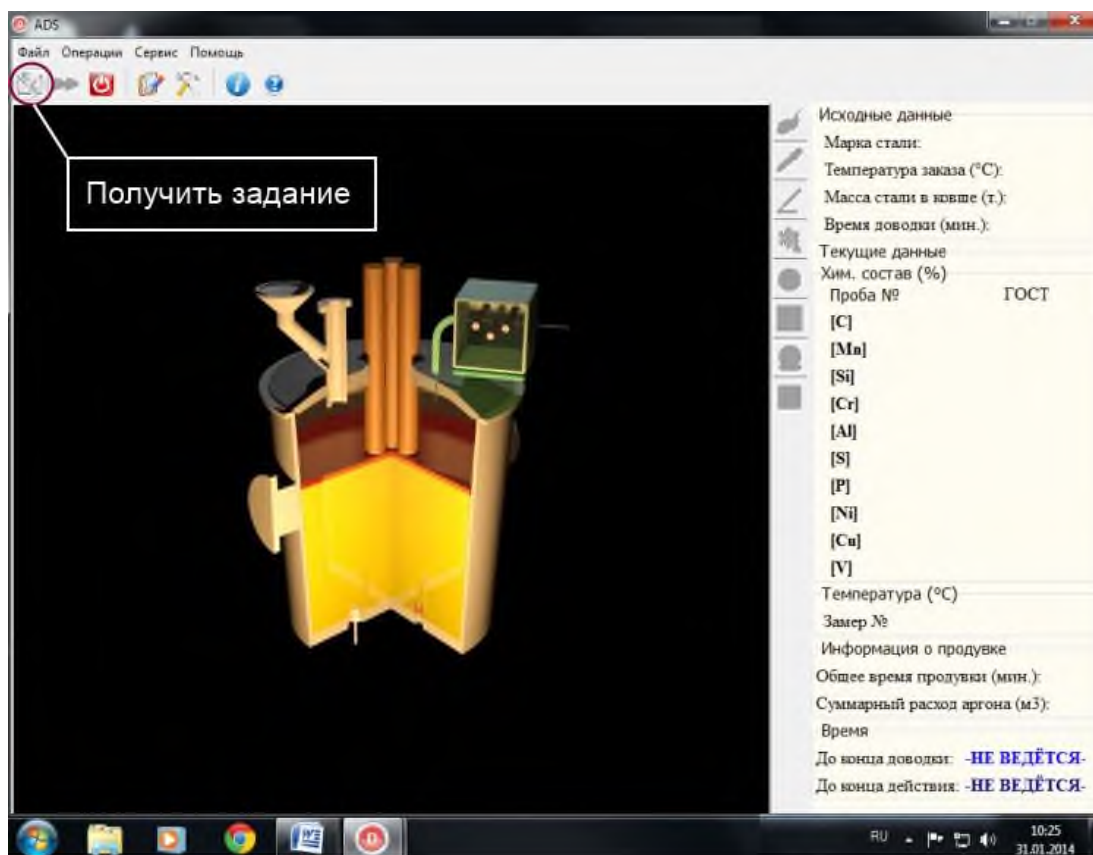 ADS
Файл Операции Сервис Помощь
Получить задание
Исходные данные
Марка стали:
Температура заказа (°C):
Масса стали в ковше (т.):
Время доводки (мин.):
Текущие данные
Хим. состав (%)
Проба № ГОСТ
[C]
[Mn]
[Si]
[Cr]
[Al]
[S]
[P]
[Ni]
[Cu]
[V]
Температура (°C)
Замер №
Информация о продувке
Общее время продувки (мин.):
Суммарный расход аргона (м3):
Время
До конца доводки: -НЕ ВЕДЁТСЯ-
До конца действия: -НЕ ВЕДЁТСЯ-
RU 10:25
31.01.2014